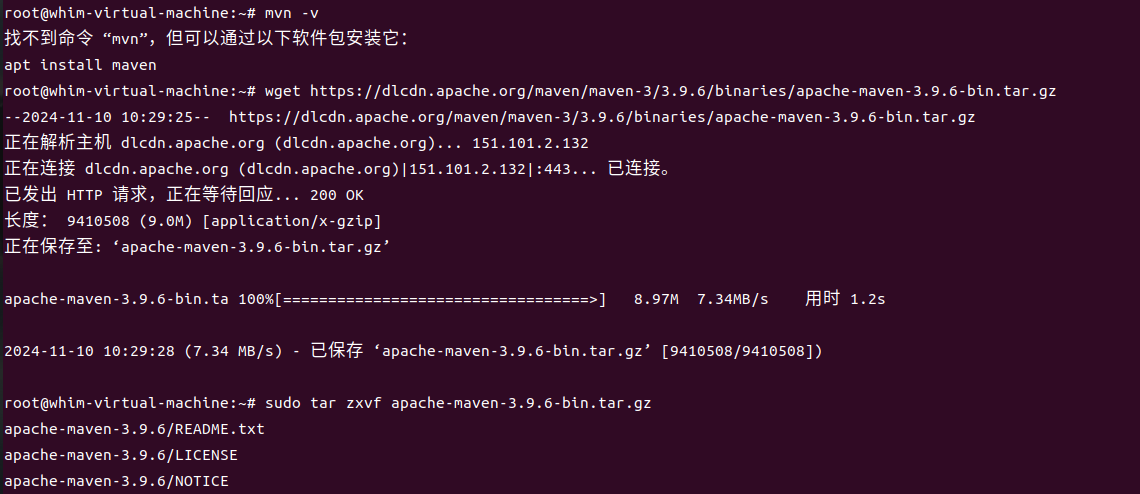 root@whim-virtual-machine:~# mvn -v
找不到命令 “mvn”，但可以通过以下软件包安装它：
apt install maven
root@whim-virtual-machine:~# wget https://dlcdn.apache.org/maven/maven-3/3.9.6/binaries/apache-maven-3.9.6-bin.tar.gz
--2024-11-10 10:29:25--  https://dlcdn.apache.org/maven/maven-3/3.9.6/binaries/apache-maven-3.9.6-bin.tar.gz
正在解析主机 dlcdn.apache.org (dlcdn.apache.org)... 151.101.2.132
正在连接 dlcdn.apache.org (dlcdn.apache.org)|151.101.2.132|:443... 已连接。
已发出 HTTP 请求，正在等待回应... 200 OK
长度： 9410508 (9.0M) [application/x-gzip]
正在保存至: ‘apache-maven-3.9.6-bin.tar.gz’
apache-maven-3.9.6-bin.ta 100%[==================================>]   8.97M  7.34MB/s    用时 1.2s
2024-11-10 10:29:28 (7.34 MB/s) - 已保存 ‘apache-maven-3.9.6-bin.tar.gz’ [9410508/9410508])
root@whim-virtual-machine:~# sudo tar zxvf apache-maven-3.9.6-bin.tar.gz
apache-maven-3.9.6/README.txt
apache-maven-3.9.6/LICENSE
apache-maven-3.9.6/NOTICE